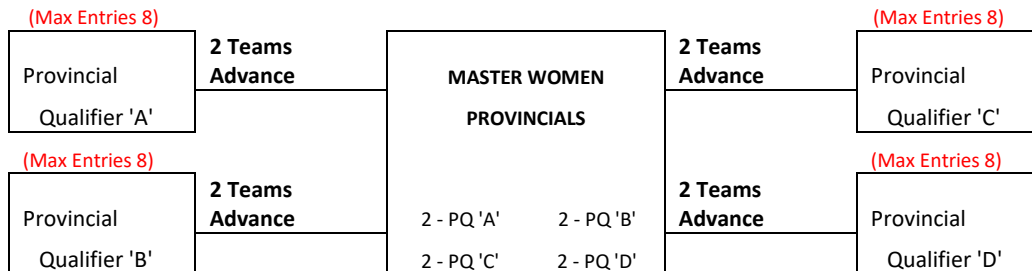 (Max Entries 8)
Provincial
Qualifier 'A'
2 Teams
Advance
MASTER WOMEN
PROVINCIALS
2 Teams
Advance
(Max Entries 8)
Provincial
Qualifier 'C'
(Max Entries 8)
Provincial
Qualifier 'B'
2 Teams
Advance
2 - PQ 'A' 2 - PQ 'B'
2 - PQ 'C' 2 - PQ 'D'
2 Teams
Advance
(Max Entries 8)
Provincial
Qualifier 'D'